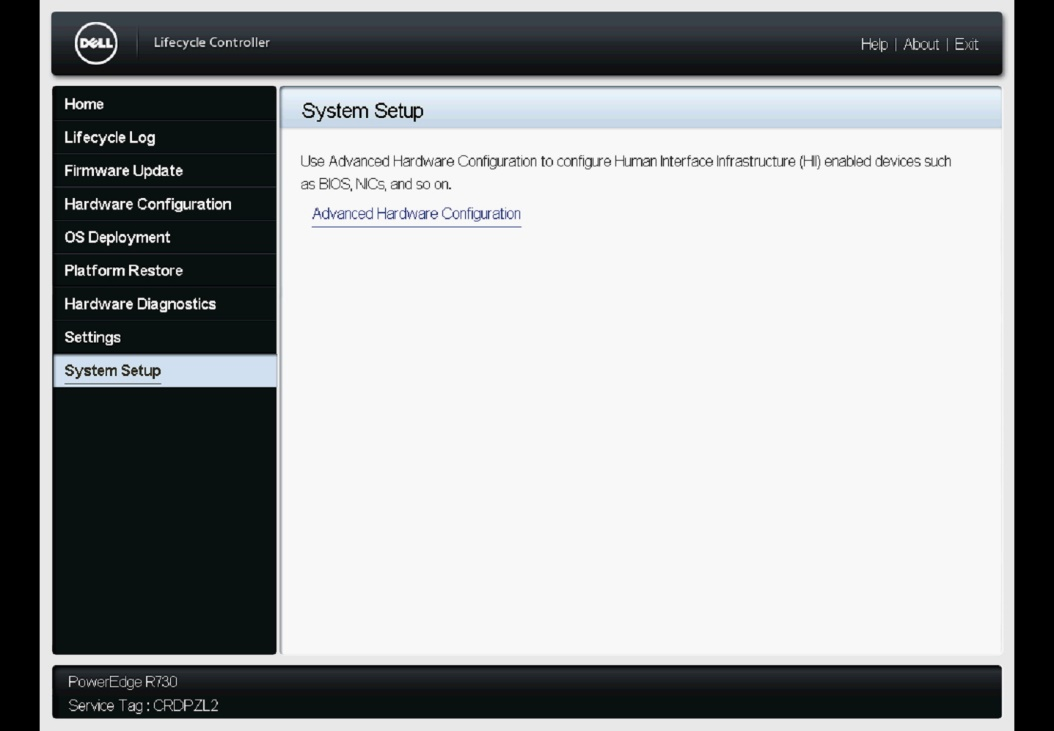 DELL
Lifecycle Controller
Help | About | Exit
Home
Lifecycle Log
Firmware Update
Hardware Configuration
OS Deployment
Platform Restore
Hardware Diagnostics
Settings
System Setup
System Setup
Use Advanced Hardware Configuration to configure Human Interface Infrastructure (HII) enabled devices such
as BIOS, NICs, and so on.
Advanced Hardware Configuration
PowerEdge R730
Service Tag : CRDPZL2